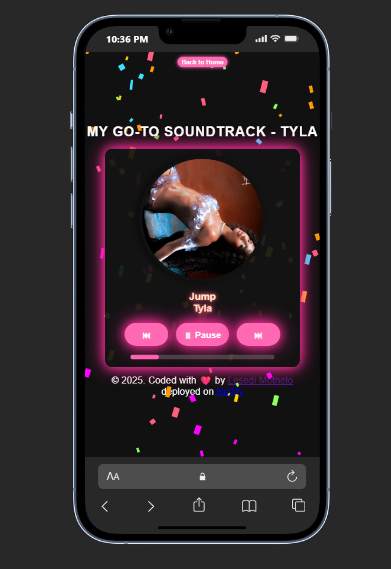 10:36 PM
Back to Home
MY GO-TO SOUNDTRACK - TYLA
Jump
Tyla
⏮ ⏸ Pause ⏭
© 2025. Coded with ❤️ by Lesedi Mothelo
deployed on
AA